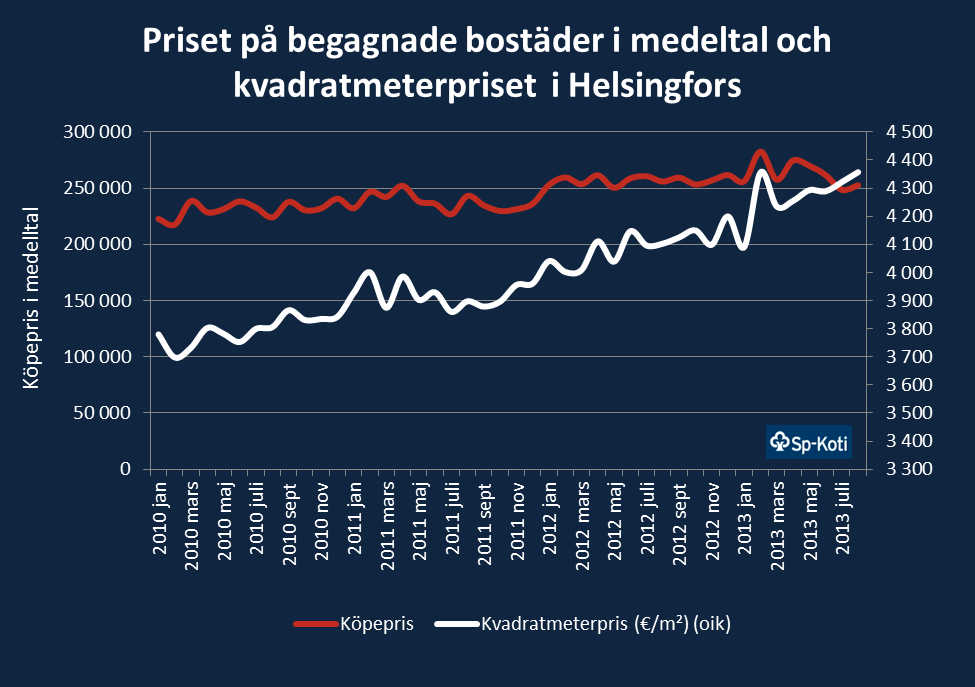 Priset på begagnade bostäder i medeltal och
kvadratmeterpriset i Helsingfors
300 000
250 000
200 000
150 000
100 000
50 000
0
Köpepris i medelltal
4 500
4 400
4 300
4 200
4 100
4 000
3 900
3 800
3 700
3 600
3 500
3 400
3 300
Sp-Koti
2010 jan
2010 mars
2010 maj
2010 juli
2010 sept
2010 nov
2011 jan
2011 mars
2011 maj
2011 juli
2011 sept
2011 nov
2012 jan
2012 mars
2012 maj
2012 juli
2012 sept
2012 nov
2013 jan
2013 mars
2013 maj
2013 juli
Köpepris
Kvadratmeterpris (€/m²) (oik)